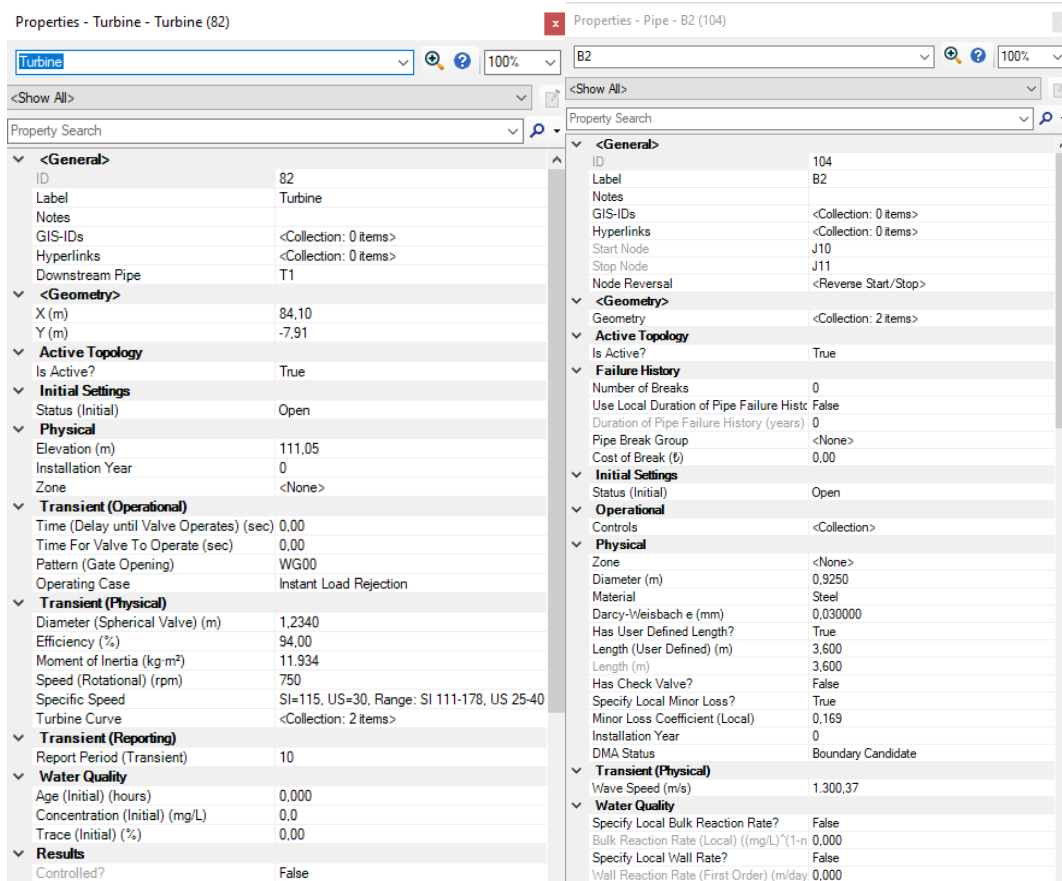 Properties - Turbine - Turbine (82)
x
Turbine
100%
<Show All>
Property Search
<General>
ID 82
Label Turbine
Notes
GIS-IDs <Collection: 0 items>
Hyperlinks <Collection: 0 items>
Downstream Pipe T1
<Geometry>
X (m) 84,10
Y (m) -7,91
Active Topology
Is Active? True
Initial Settings
Status (Initial) Open
Physical
Elevation (m) 111,05
Installation Year 0
Zone <None>
Transient (Operational)
Time (Delay until Valve Operates) (sec) 0,00
Time For Valve To Operate (sec) 0,00
Pattern (Gate Opening) WG00
Operating Case Instant Load Rejection
Transient (Physical)
Diameter (Spherical Valve) (m) 1,2340
Efficiency (%) 94,00
Moment of Inertia (kg·m²) 11.934
Speed (Rotational) (rpm) 750
Specific Speed SI=115, US=30, Range: SI 111-178, US 25-40
Turbine Curve <Collection: 2 items>
Transient (Reporting)
Report Period (Transient) 10
Water Quality
Age (Initial) (hours) 0,000
Concentration (Initial) (mg/L) 0,0
Trace (Initial) (%) 0,00
Results
Controlled? False
Properties - Pipe - B2 (104)
B2
100%
<Show All>
Property Search
<General>
ID 104
Label B2
Notes
GIS-IDs <Collection: 0 items>
Hyperlinks <Collection: 0 items>
Start Node J10
Stop Node J11
Node Reversal <Reverse Start/Stop>
<Geometry>
Geometry <Collection: 2 items>
Active Topology
Is Active? True
Failure History
Number of Breaks 0
Use Local Duration of Pipe Failure Histc False
Duration of Pipe Failure History (years) 0
Pipe Break Group <None>
Cost of Break (₺) 0,00
Initial Settings
Status (Initial) Open
Operational
Controls <Collection>
Physical
Zone <None>
Diameter (m) 0,9250
Material Steel
Darcy-Weisbach e (mm) 0,030000
Has User Defined Length? True
Length (User Defined) (m) 3,600
Length (m) 3,600
Has Check Valve? False
Specify Local Minor Loss? True
Minor Loss Coefficient (Local) 0,169
Installation Year 0
DMA Status Boundary Candidate
Transient (Physical)
Wave Speed (m/s) 1.300,37
Water Quality
Specify Local Bulk Reaction Rate? False
Bulk Reaction Rate (Local) ((mg/L)^(1-n 0,000
Specify Local Wall Rate? False
Wall Reaction Rate (First Order) (m/day 0,000